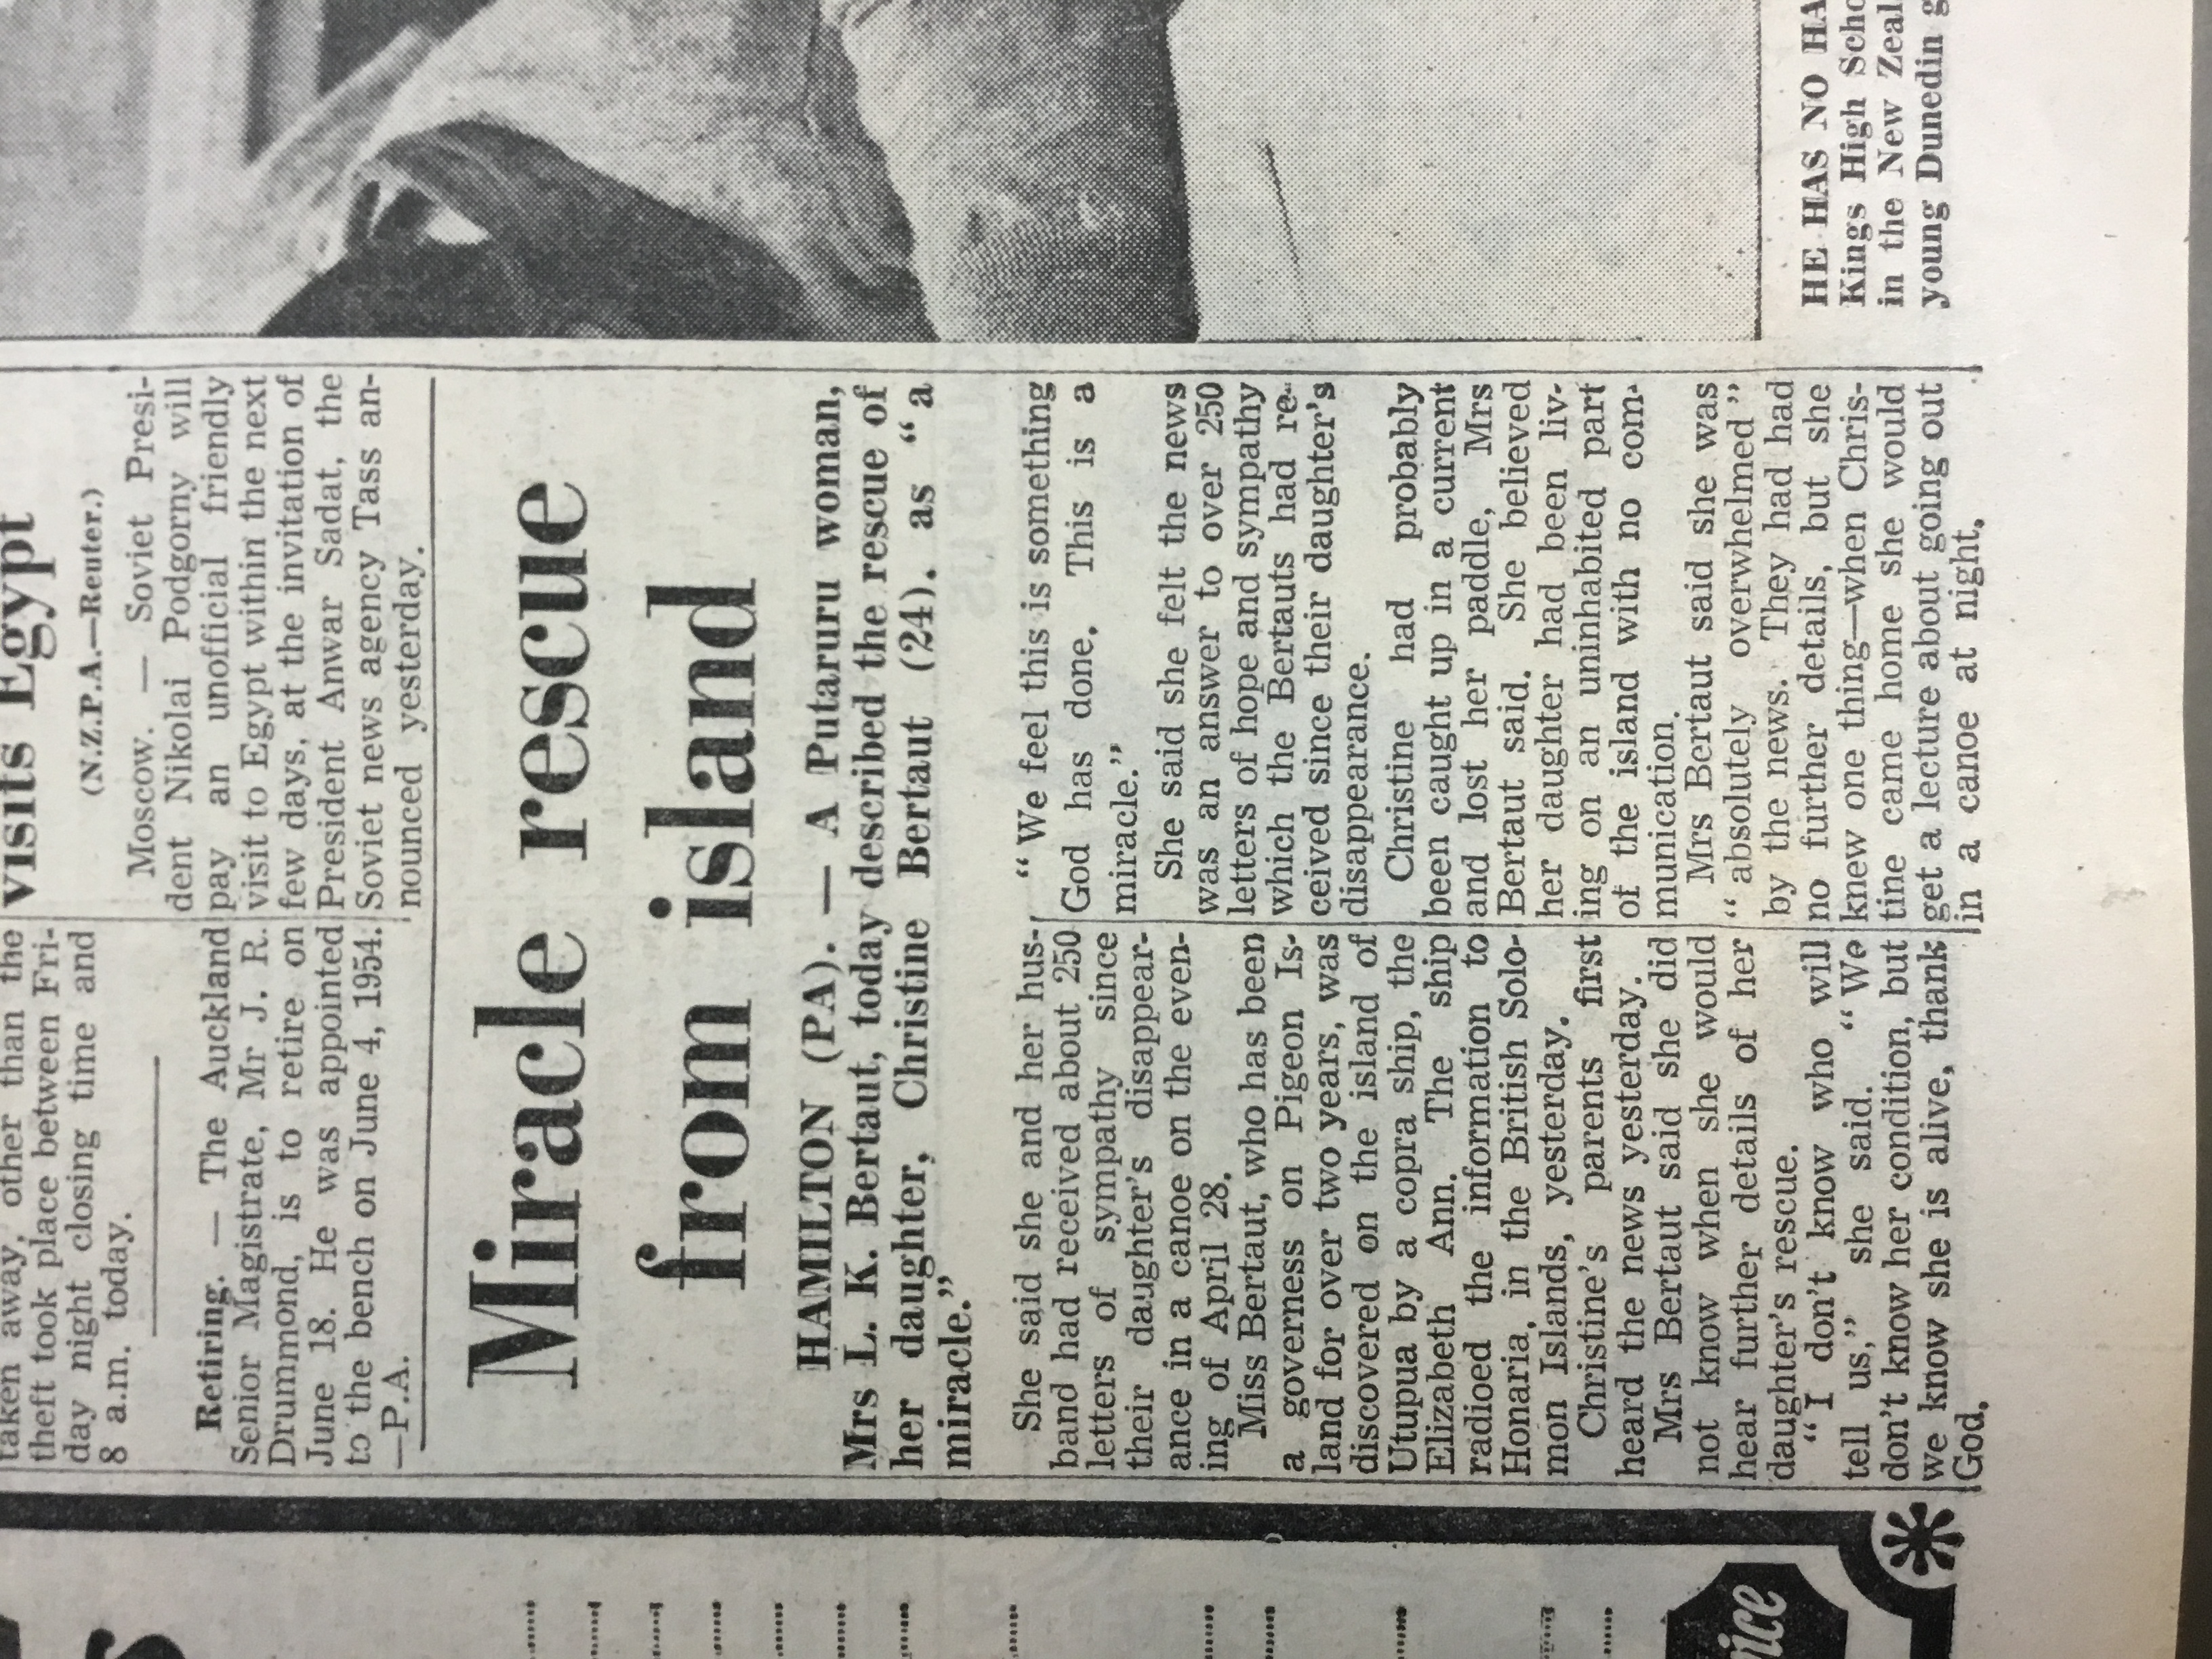 taken away, other than the
theft took place between Fri-
day night closing time and
8 a.m. today.
Retiring. — The Auckland
Senior Magistrate, Mr J. R.
Drummond, is to retire on
June 18. He was appointed
to the bench on June 4, 1954.
—P.A.
visits Egypt
(N.Z.P.A.—Reuter.)
Moscow. — Soviet Presi-
dent Nikolai Podgorny will
pay an unofficial friendly
visit to Egypt within the next
few days, at the invitation of
President Anwar Sadat, the
Soviet news agency Tass an-
nounced yesterday.
Miracle rescue
from island
HAMILTON (PA). — A Putaruru woman,
Mrs L. K. Bertaut, today described the rescue of
her daughter, Christine Bertaut (24). as “ a
miracle.”
She said she and her hus-
band had received about 250
letters of sympathy since
their daughter's disappear-
ance in a canoe on the even-
ing of April 28.
Miss Bertaut, who has been
a governess on Pigeon Is-
land for over two years, was
discovered on the island of
Utupua by a copra ship, the
Elizabeth Ann. The ship
radioed the information to
Honaria, in the British Solo-
mon Islands, yesterday.
Christine's parents first
heard the news yesterday.
Mrs Bertaut said she did
not know when she would
hear further details of her
daughter's rescue.
“ I don't know who will
tell us,” she said. “ We
don't know her condition, but
we know she is alive, thank
God.
“ We feel this is something
God has done. This is a
miracle.”
She said she felt the news
was an answer to over 250
letters of hope and sympathy
which the Bertauts had re-
ceived since their daughter's
disappearance.
Christine had probably
been caught up in a current
and lost her paddle, Mrs
Bertaut said. She believed
her daughter had been liv-
ing on an uninhabited part
of the island with no com-
munication.
Mrs Bertaut said she was
“ absolutely overwhelmed ”
by the news. They had had
no further details, but she
knew one thing—when Chris-
tine came home she would
get a lecture about going out
in a canoe at night.
HE HAS NO HA
Kings High Scho
in the New Zeal
young Dunedin g
ice